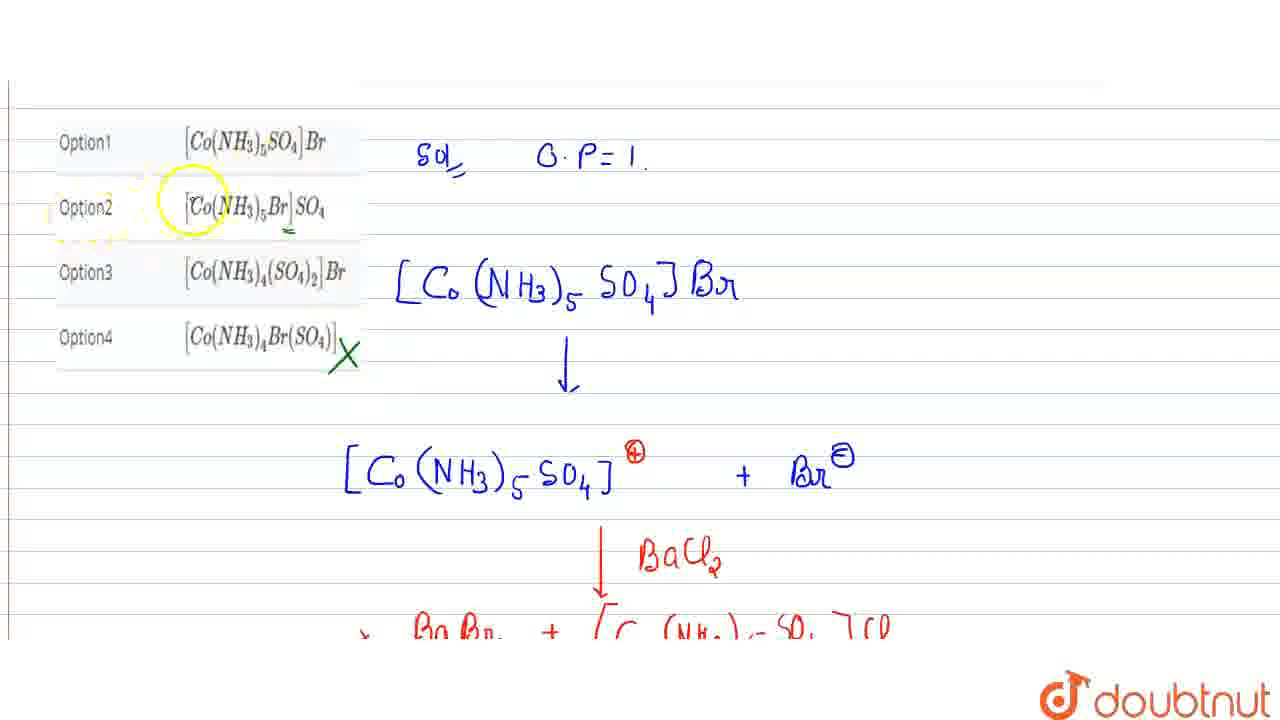 Option1 [Co(NH₃)₅SO₄]Br
Sol O.P = 1.
Option2 [Co(NH₃)₅Br]SO₄
Option3 [Co(NH₃)₄(SO₄)₂]Br
[Co(NH₃)₅ SO₄] Br
Option4 [Co(NH₃)₄Br(SO₄)] X
↓
[Co(NH₃)₅ SO₄]⊕ + Br⊖
↓ BaCl₂
+
doubtnut